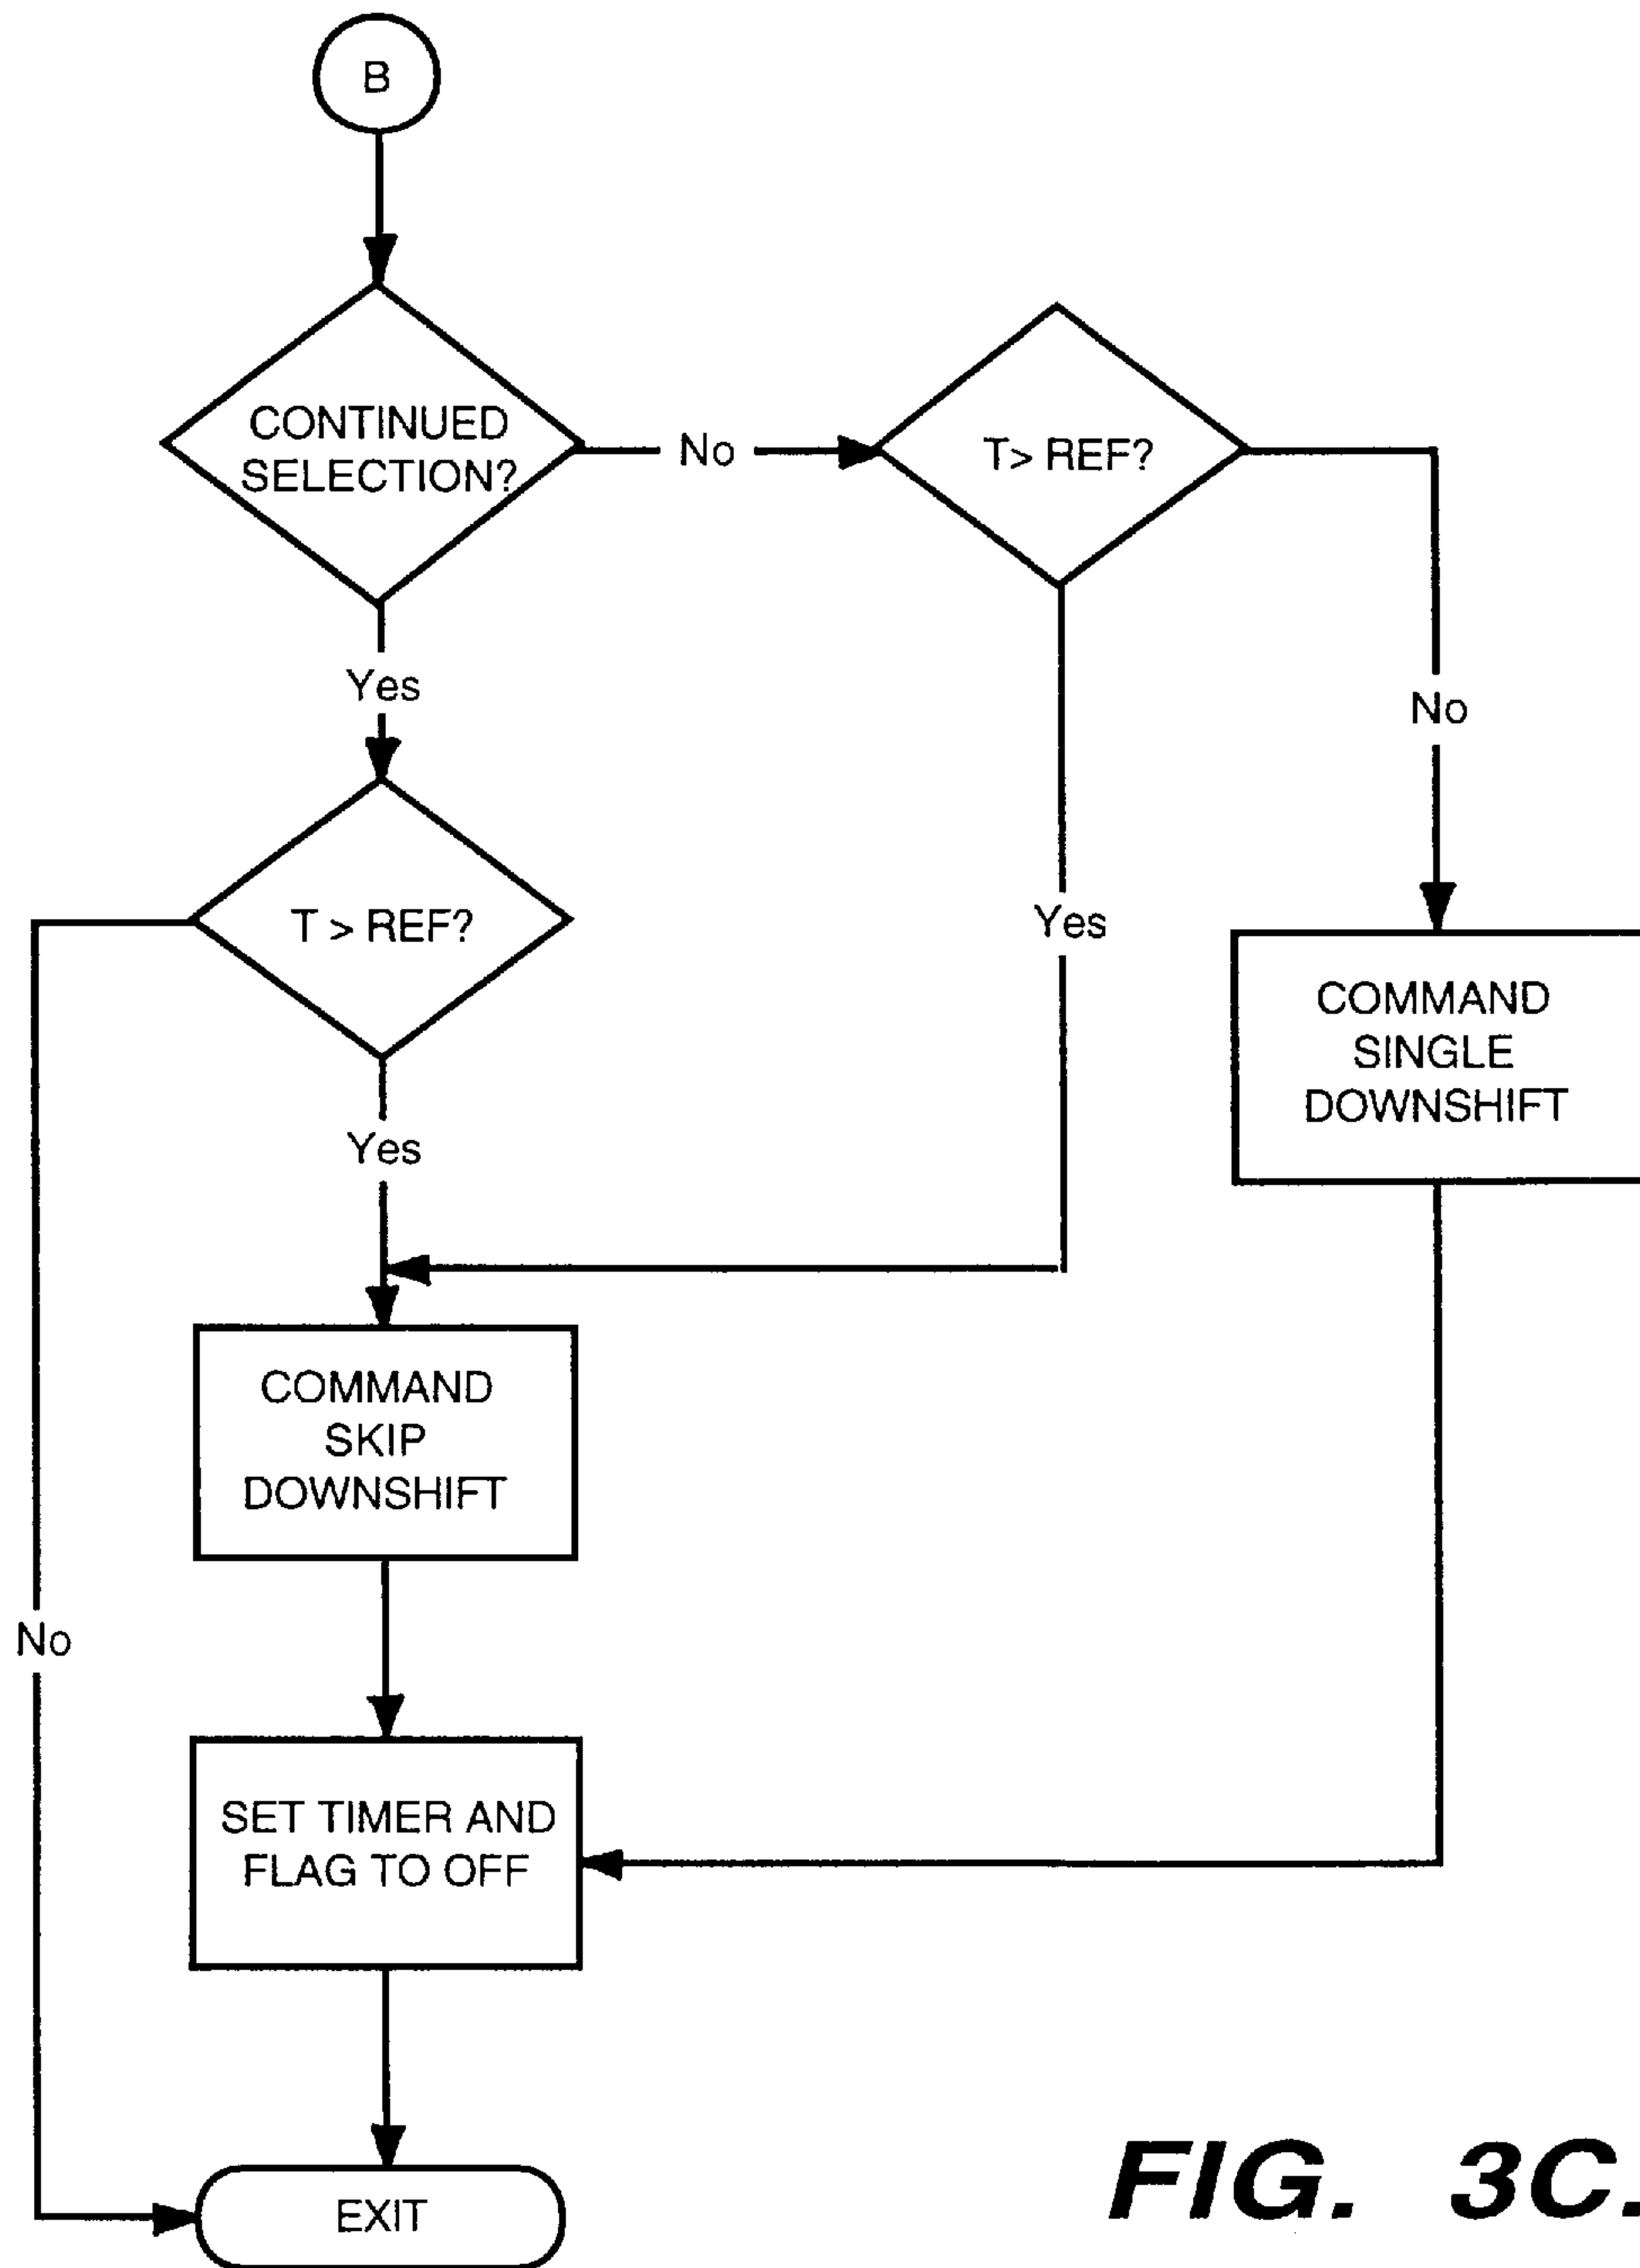 B
CONTINUED
SELECTION?
No
T> REF?
Yes
No
T > REF?
Yes
COMMAND
SINGLE
DOWNSHIFT
Yes
COMMAND
SKIP
DOWNSHIFT
No
SET TIMER AND
FLAG TO OFF
EXIT
FIG. 3C.